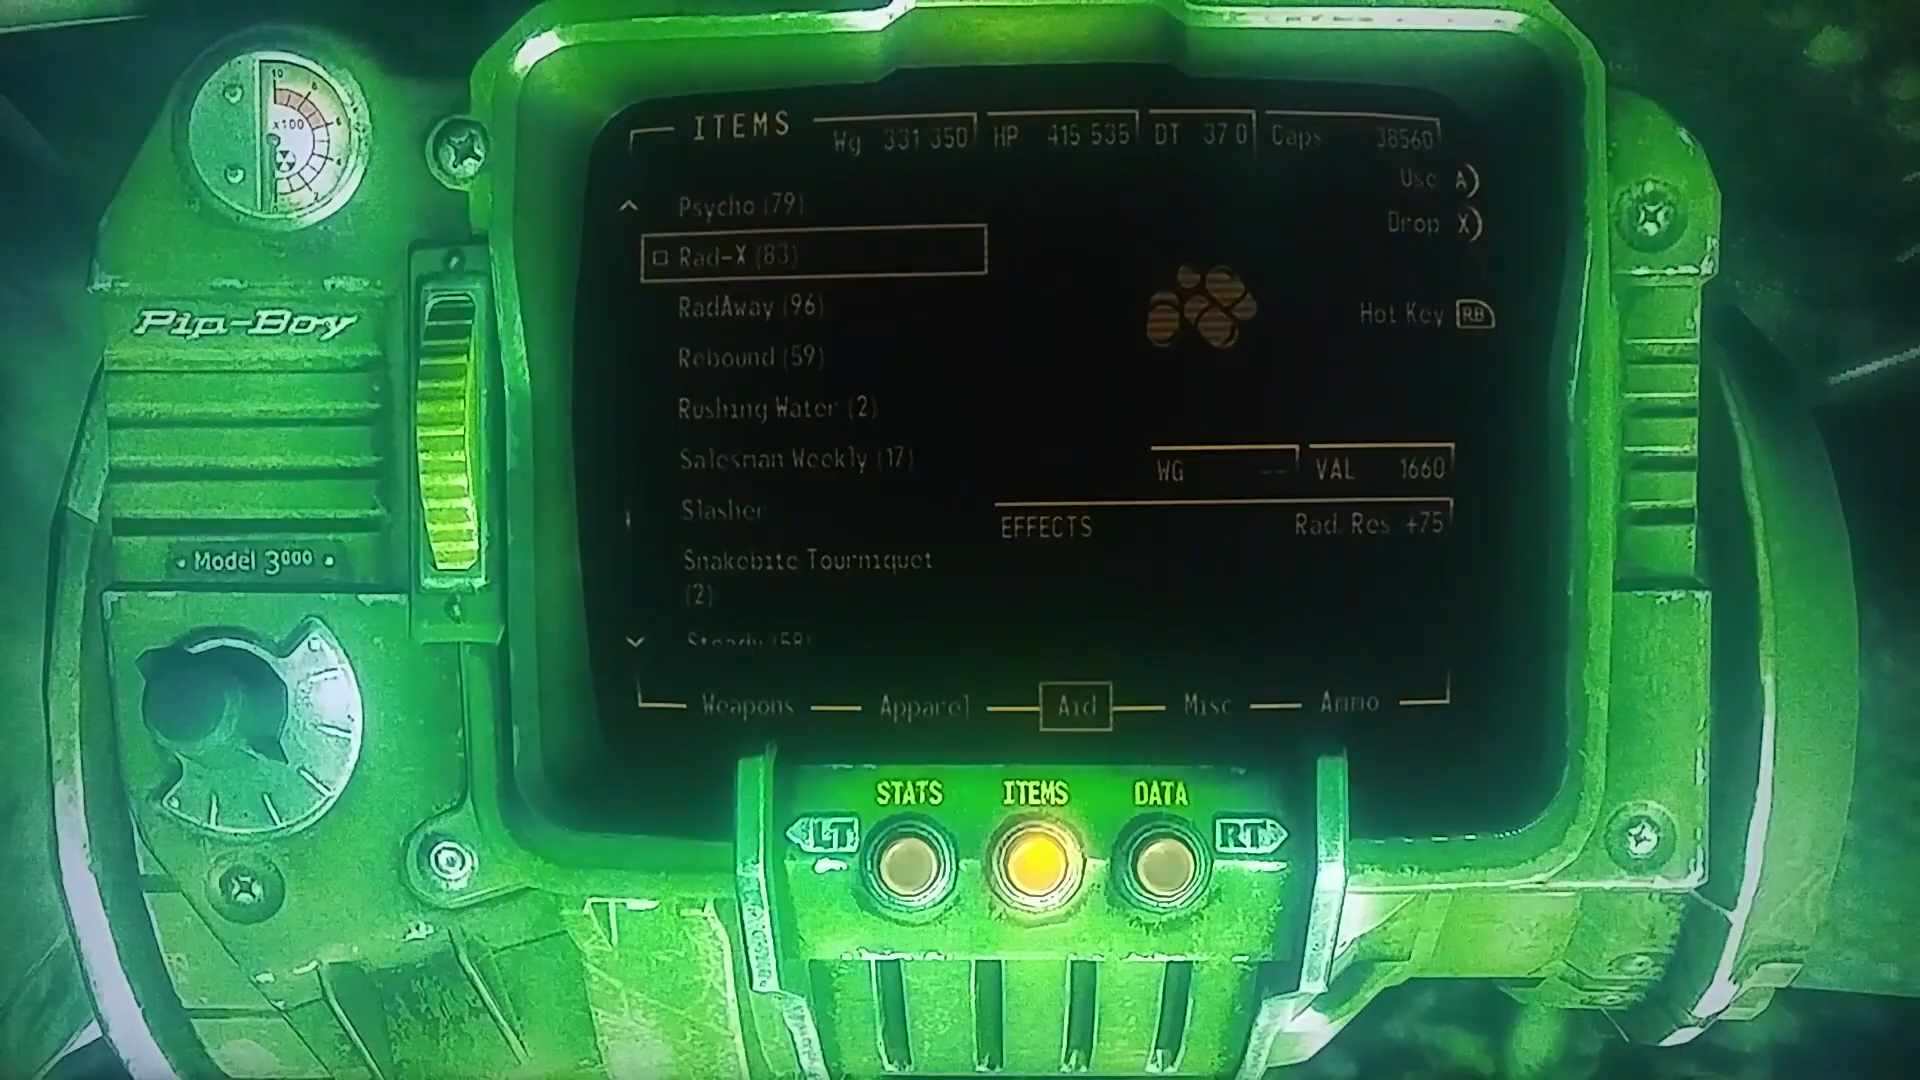 ITEMS Wg 331 350 HP 415 535 DT 37 0 Caps 38560
Psycho (79)
Rad-X (83)
RadAway (96)
Rebound (59)
Rushing Water (2)
Salesman Weekly (17)
Slasher
Snakebite Tourniquet
(2)
Steady (58)
Use A)
Drop X)
Hot Key RB
WG -- VAL 1660
EFFECTS Rad. Res +75
Weapons Apparel Aid Misc Ammo
STATS ITEMS DATA
LT RT
Pip-Boy
Model 3000
x100
10